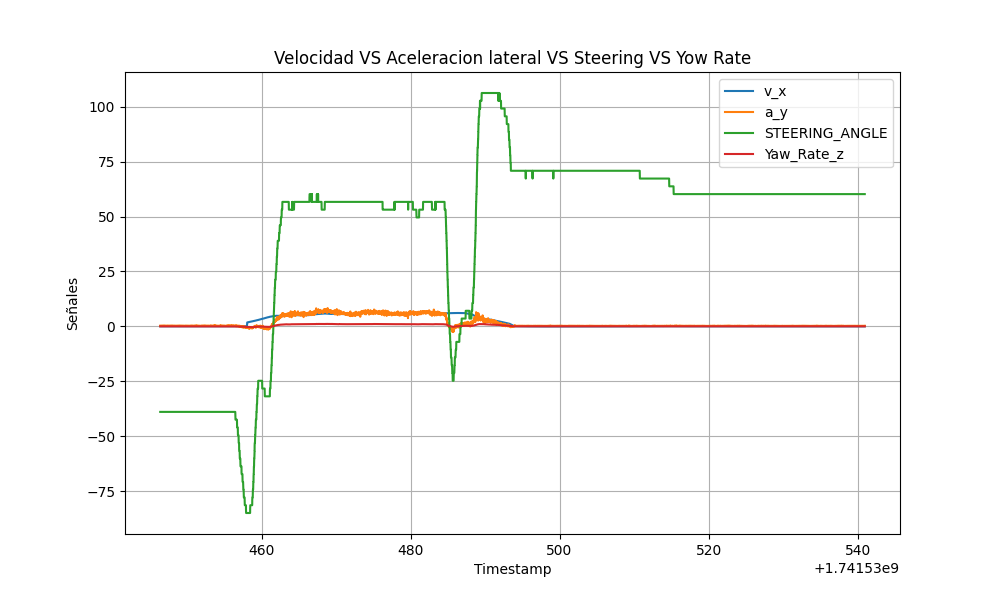 Velocidad VS Aceleracion lateral VS Steering VS Yow Rate
v_x
a_y
STEERING_ANGLE
Yaw_Rate_z
100
75
50
25
0
−25
−50
−75
Señales
460 480 500 520 540
Timestamp
+1.74153e9